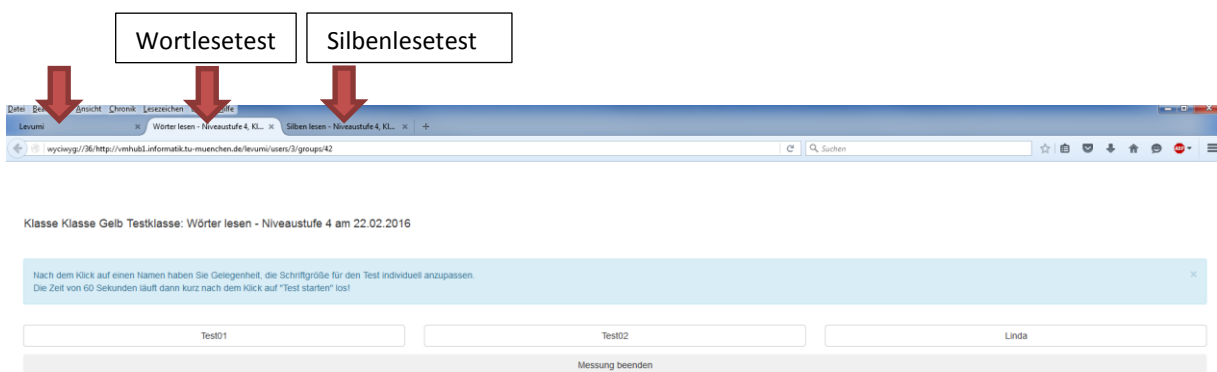 Wortlesetest Silbenlesetest
Datei Ansicht Chronik Lesezeichen
Levumi × Wörter lesen - Niveaustufe 4, Kl... × Silben lesen - Niveaustufe 4, Kl... × +
wyciwyg://36/http://vmhub1.informatik.tu-muenchen.de/levumi/users/3/groups/42 Suchen
Klasse Klasse Gelb Testklasse: Wörter lesen - Niveaustufe 4 am 22.02.2016
Nach dem Klick auf einen Namen haben Sie Gelegenheit, die Schriftgröße für den Test individuell anzupassen. ×
Die Zeit von 60 Sekunden läuft dann kurz nach dem Klick auf "Test starten" los!
Test01 Test02 Linda
Messung beenden